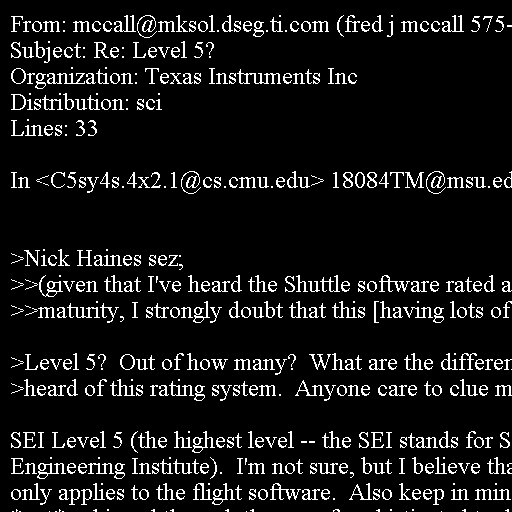 From: mccall@mksol.dseg.ti.com (fred j mccall 575-
Subject: Re: Level 5?
Organization: Texas Instruments Inc
Distribution: sci
Lines: 33
In <C5sy4s.4x2.1@cs.cmu.edu> 18084TM@msu.ed
>Nick Haines sez;
>>(given that I've heard the Shuttle software rated a
>>maturity, I strongly doubt that this [having lots of
>Level 5?  Out of how many?  What are the differen
>heard of this rating system.  Anyone care to clue m
SEI Level 5 (the highest level -- the SEI stands for S
Engineering Institute).  I'm not sure, but I believe tha
only applies to the flight software.  Also keep in min